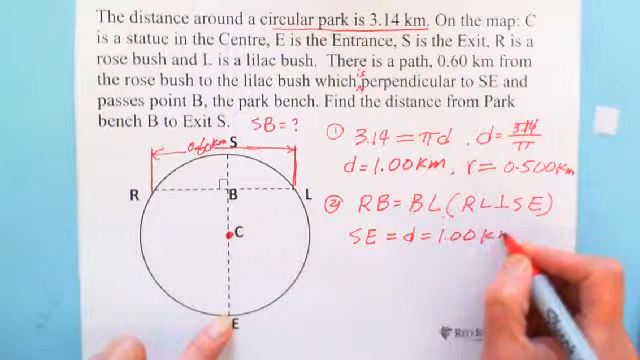 The distance around a circular park is 3.14 km. On the map: C
is a statue in the Centre, E is the Entrance, S is the Exit, R is a
rose bush and L is a lilac bush. There is a path, 0.60 km from
the rose bush to the lilac bush which is perpendicular to SE and
passes point B, the park bench. Find the distance from Park
bench B to Exit S. SB = ?
① 3.14 = πd . d = 3.14/π
d = 1.00 km, r = 0.500 km
② RB = BL (RL ⊥ SE)
SE = d = 1.00 k
0.60 km S
R B L
C
E